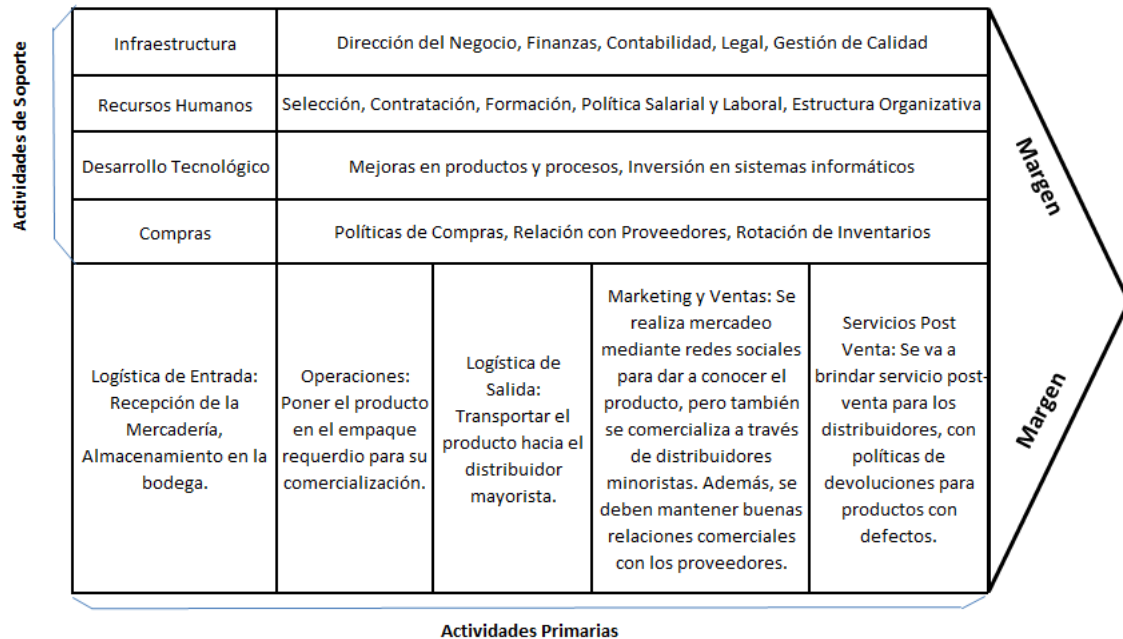 Actividades de Soporte
Infraestructura
Dirección del Negocio, Finanzas, Contabilidad, Legal, Gestión de Calidad
Recursos Humanos
Selección, Contratación, Formación, Política Salarial y Laboral, Estructura Organizativa
Desarrollo Tecnológico
Mejoras en productos y procesos, Inversión en sistemas informáticos
Compras
Políticas de Compras, Relación con Proveedores, Rotación de Inventarios
Logística de Entrada:
Recepción de la
Mercadería,
Almacenamiento en la
bodega.
Operaciones:
Poner el producto
en el empaque
requerdio para su
comercialización.
Logística de
Salida:
Transportar el
producto hacia el
distribuidor
mayorista.
Marketing y Ventas: Se
realiza mercadeo
mediante redes sociales
para dar a conocer el
producto, pero también
se comercializa a través
de distribuidores
minoristas. Además, se
deben mantener buenas
relaciones comerciales
con los proveedores.
Servicios Post
Venta: Se va a
brindar servicio post-
venta para los
distribuidores, con
políticas de
devoluciones para
productos con
defectos.
Margen
Margen
Actividades Primarias